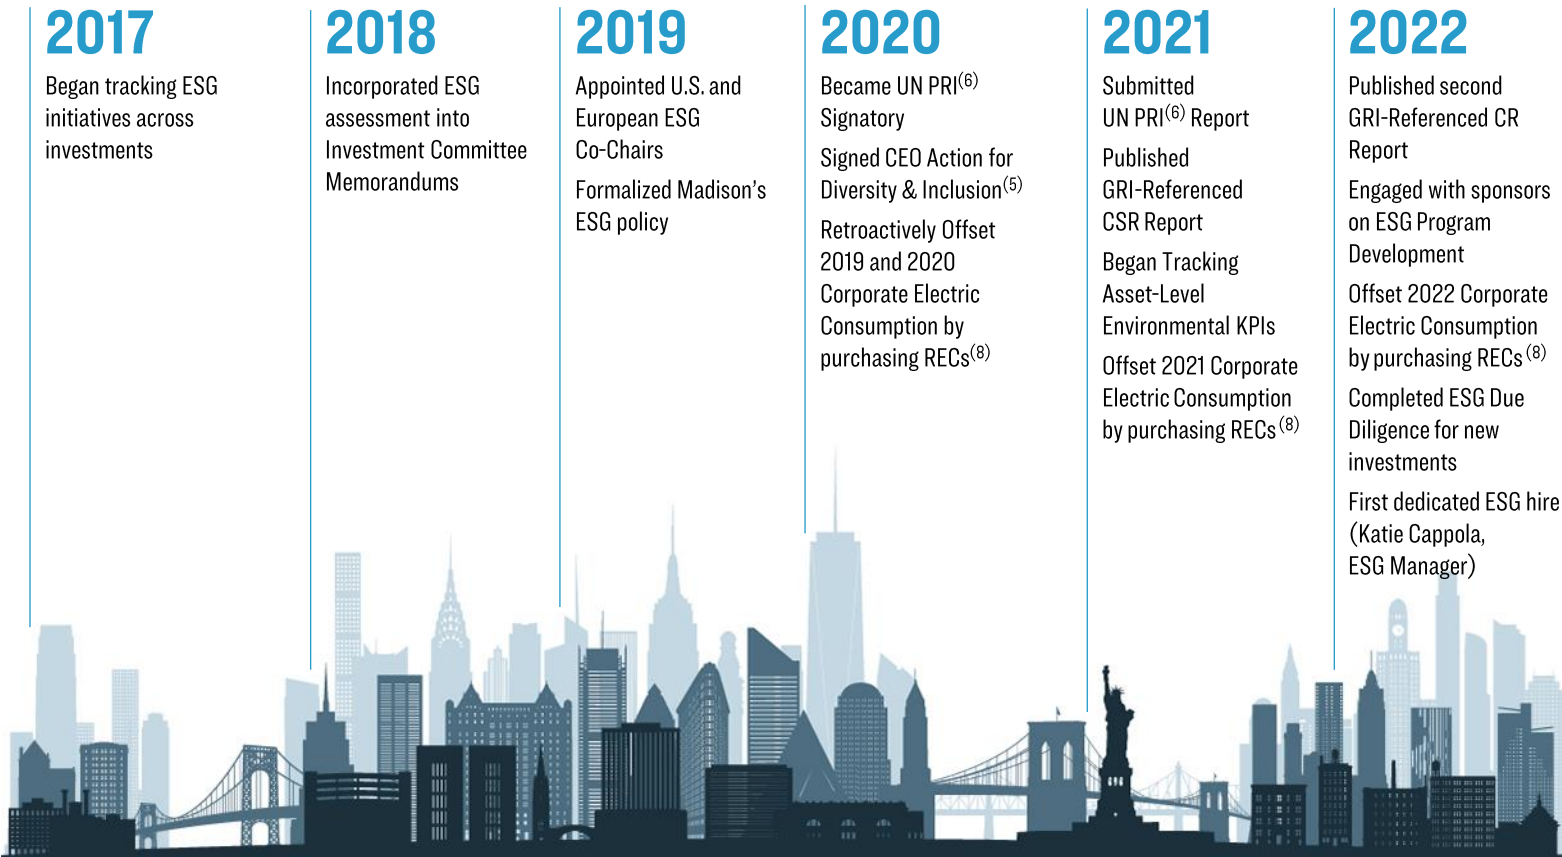 2017
Began tracking ESG
initiatives across
investments
2018
Incorporated ESG
assessment into
Investment Committee
Memorandums
2019
Appointed U.S. and
European ESG
Co-Chairs
Formalized Madison's
ESG policy
2020
Became UN PRI(6)
Signatory
Signed CEO Action for
Diversity & Inclusion(5)
Retroactively Offset
2019 and 2020
Corporate Electric
Consumption by
purchasing RECs(8)
2021
Submitted
UN PRI(6) Report
Published
GRI-Referenced
CSR Report
Began Tracking
Asset-Level
Environmental KPIs
Offset 2021 Corporate
Electric Consumption
by purchasing RECs (8)
2022
Published second
GRI-Referenced CR
Report
Engaged with sponsors
on ESG Program
Development
Offset 2022 Corporate
Electric Consumption
by purchasing RECs (8)
Completed ESG Due
Diligence for new
investments
First dedicated ESG hire
(Katie Cappola,
ESG Manager)